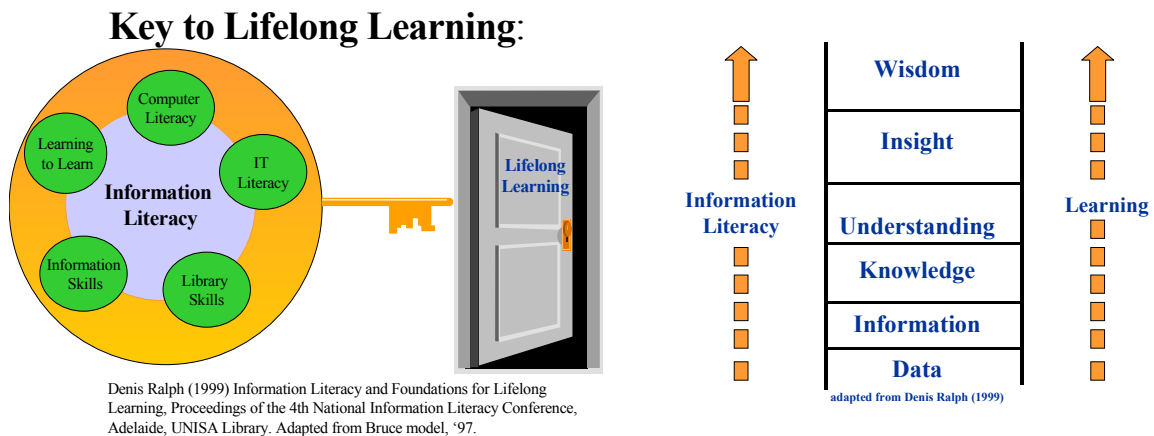 Key to Lifelong Learning:
Computer
Literacy
Learning
to Learn
IT
Literacy
Information
Literacy
Information
Skills
Library
Skills
Lifelong
Learning
Denis Ralph (1999) Information Literacy and Foundations for Lifelong
Learning, Proceedings of the 4th National Information Literacy Conference,
Adelaide, UNISA Library. Adapted from Bruce model, ‘97.
Information
Literacy
Wisdom
Insight
Understanding
Knowledge
Information
Data
adapted from Denis Ralph (1999)
Learning